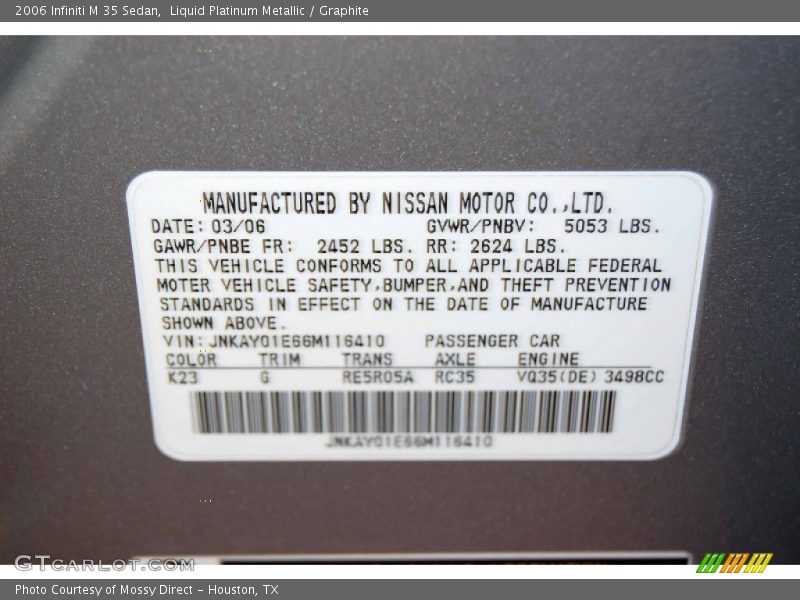 2006 Infiniti M 35 Sedan,  Liquid Platinum Metallic / Graphite
MANUFACTURED BY NISSAN MOTOR CO.,LTD.
DATE: 03/06 GVWR/PNBV: 5053 LBS.
GAWR/PNBE FR: 2452 LBS. RR: 2624 LBS.
THIS VEHICLE CONFORMS TO ALL APPLICABLE FEDERAL
MOTER VEHICLE SAFETY,BUMPER,AND THEFT PREVENTION
STANDARDS IN EFFECT ON THE DATE OF MANUFACTURE
SHOWN ABOVE.
VIN: JNKAY01E66M116410 PASSENGER CAR
COLOR TRIM TRANS AXLE ENGINE
K23 G RE5R05A RC35 VQ35(DE) 3498CC
JNKAY01E66M116410
GTcarlot.com
Photo Courtesy of Mossy Direct - Houston, TX